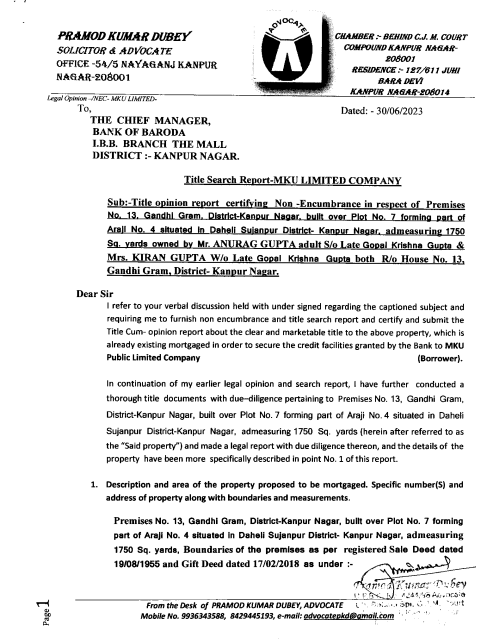 PRAMOD KUMAR DUBEY
SOLICITOR & ADVOCATE
OFFICE -54/5 NAYAGANJ KANPUR
NAGAR-208001
ADVOCATE
CHAMBER :- BEHIND C.J. M. COURT
COMPOUND KANPUR NAGAR-
208001
RESIDENCE :- 127/611 JUHI
BARA DEVI
KANPUR NAGAR-208014
Legal Opinion -/NEC- MKU LIMITED-
To,
Dated: - 30/06/2023
THE CHIEF MANAGER,
BANK OF BARODA
I.B.B. BRANCH THE MALL
DISTRICT :- KANPUR NAGAR.
Title Search Report-MKU LIMITED COMPANY
Sub:-Title opinion report certifying Non -Encumbrance in respect of Premises
No. 13, Gandhi Gram, District-Kanpur Nagar, built over Plot No. 7 forming part of
Araji No. 4 situated in Daheli Sujanpur District- Kanpur Nagar, admeasuring 1750
Sq. yards owned by Mr. ANURAG GUPTA adult S/o Late Gopal Krishna Gupta &
Mrs. KIRAN GUPTA W/o Late Gopal Krishna Gupta both R/o House No. 13,
Gandhi Gram, District- Kanpur Nagar.
Dear Sir
I refer to your verbal discussion held with under signed regarding the captioned subject and
requiring me to furnish non encumbrance and title search report and certify and submit the
Title Cum- opinion report about the clear and marketable title to the above property, which is
already existing mortgaged in order to secure the credit facilities granted by the Bank to MKU
Public Limited Company (Borrower).
In continuation of my earlier legal opinion and search report, I have further conducted a
thorough title documents with due–diligence pertaining to Premises No. 13, Gandhi Gram,
District-Kanpur Nagar, built over Plot No. 7 forming part of Araji No. 4 situated in Daheli
Sujanpur District-Kanpur Nagar, admeasuring 1750 Sq. yards (herein after referred to as
the "Said property") and made a legal report with due diligence thereon, and the details of the
property have been more specifically described in point No. 1 of this report.
1. Description and area of the property proposed to be mortgaged. Specific number(S) and
address of property along with boundaries and measurements.
Premises No. 13, Gandhi Gram, District-Kanpur Nagar, built over Plot No. 7 forming
part of Araji No. 4 situated in Daheli Sujanpur District- Kanpur Nagar, admeasuring
1750 Sq. yards, Boundaries of the premises as per registered Sale Deed dated
19/08/1955 and Gift Deed dated 17/02/2018 as under :-
Pramod Kumar Dubey
Advocate
Court
Page 1
From the Desk of PRAMOD KUMAR DUBEY, ADVOCATE
Mobile No. 9936343588, 8429445193, e-mail: advocatepkd@gmail.com